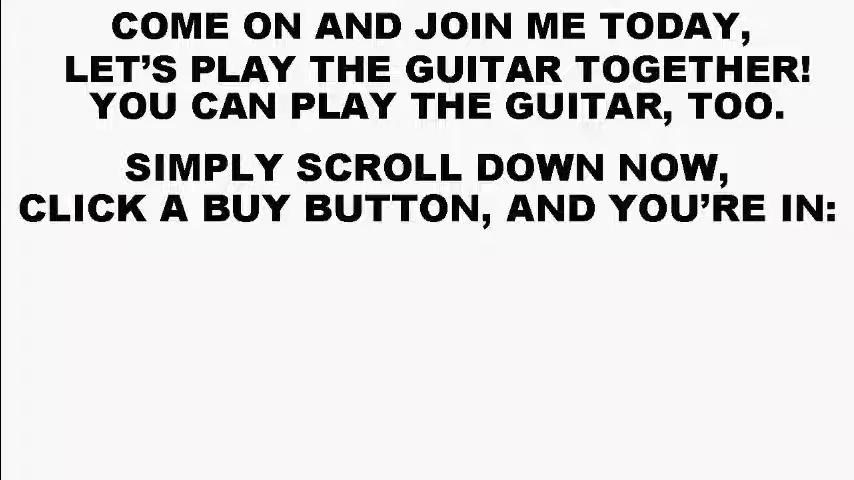 COME ON AND JOIN ME TODAY,
LET’S PLAY THE GUITAR TOGETHER!
YOU CAN PLAY THE GUITAR, TOO.
SIMPLY SCROLL DOWN NOW,
CLICK A BUY BUTTON, AND YOU’RE IN: